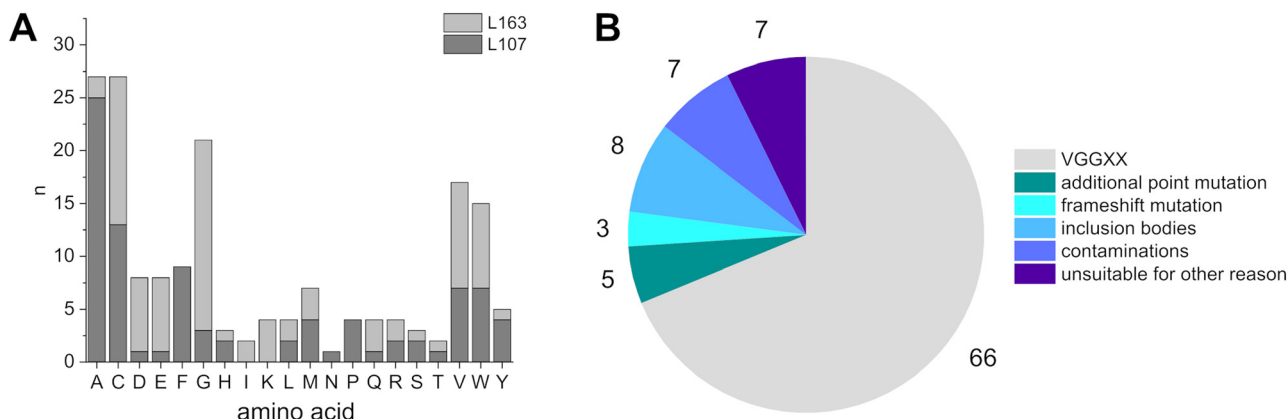 A
L163
L107
30
25
20
15
10
5
0
n
A C D E F G H I K L M N P Q R S T V W Y
amino acid
B
7
7
8
3
5
66
VGGXX
additional point mutation
frameshift mutation
inclusion bodies
contaminations
unsuitable for other reason